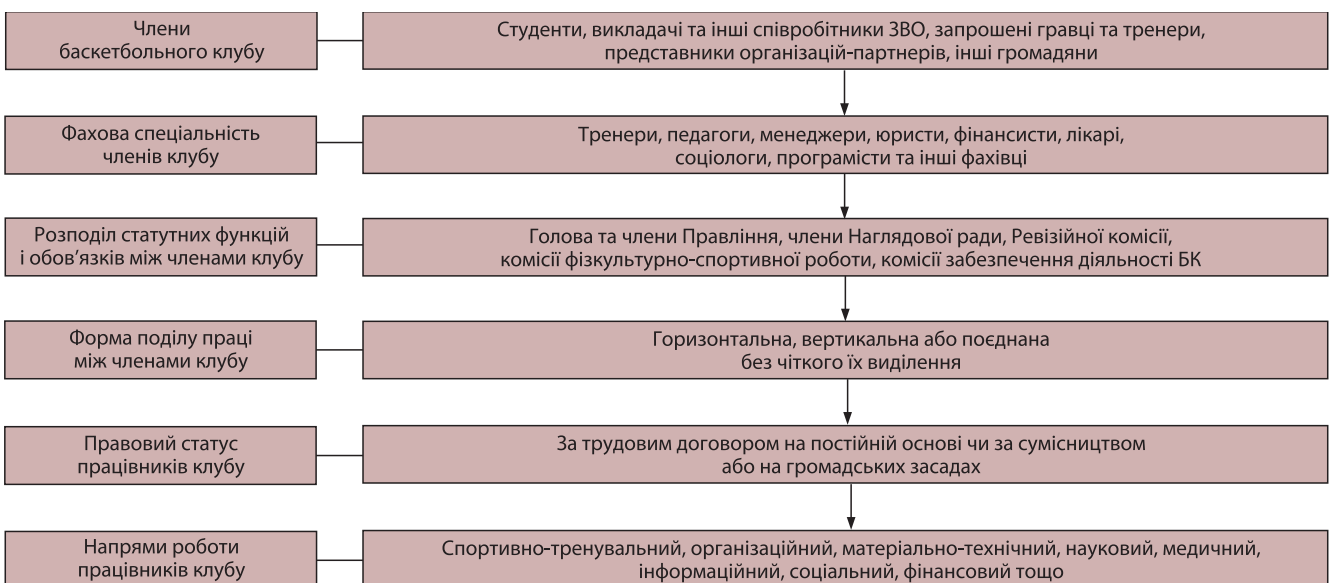 Члени
баскетбольного клубу
Студенти, викладачі та інші співробітники ЗВО, запрошені гравці та тренери,
представники організацій-партнерів, інші громадяни
Фахова спеціальність
членів клубу
Тренери, педагоги, менеджери, юристи, фінансисти, лікарі,
соціологи, програмісти та інші фахівці
Розподіл статутних функцій
і обов'язків між членами клубу
Голова та члени Правління, члени Наглядової ради, Ревізійної комісії,
комісії фізкультурно-спортивної роботи, комісії забезпечення діяльності БК
Форма поділу праці
між членами клубу
Горизонтальна, вертикальна або поєднана
без чіткого їх виділення
Правовий статус
працівників клубу
За трудовим договором на постійній основі чи за сумісництвом
або на громадських засадах
Напрями роботи
працівників клубу
Спортивно-тренувальний, організаційний, матеріально-технічний, науковий, медичний,
інформаційний, соціальний, фінансовий тощо